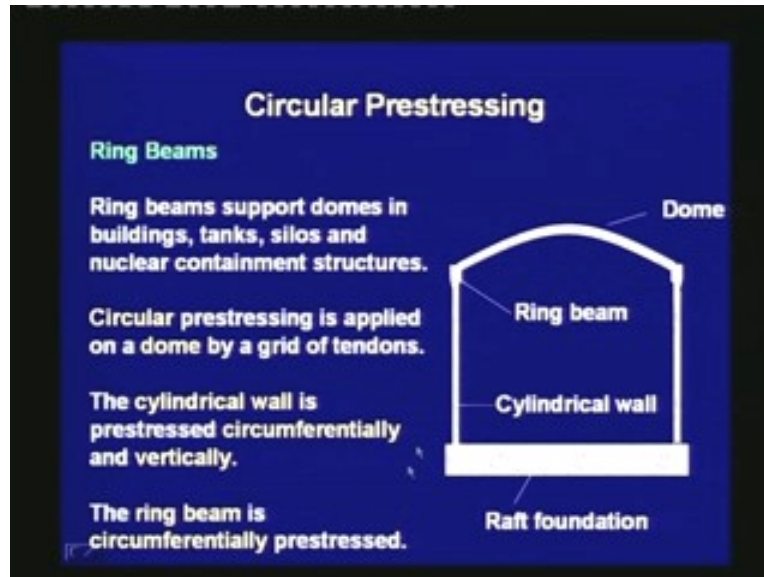 Circular Prestressing
Ring Beams
Ring beams support domes in
buildings, tanks, silos and
nuclear containment structures.
Circular prestressing is applied
on a dome by a grid of tendons.
The cylindrical wall is
prestressed circumferentially
and vertically.
The ring beam is
circumferentially prestressed.
Dome
Ring beam
Cylindrical wall
Raft foundation